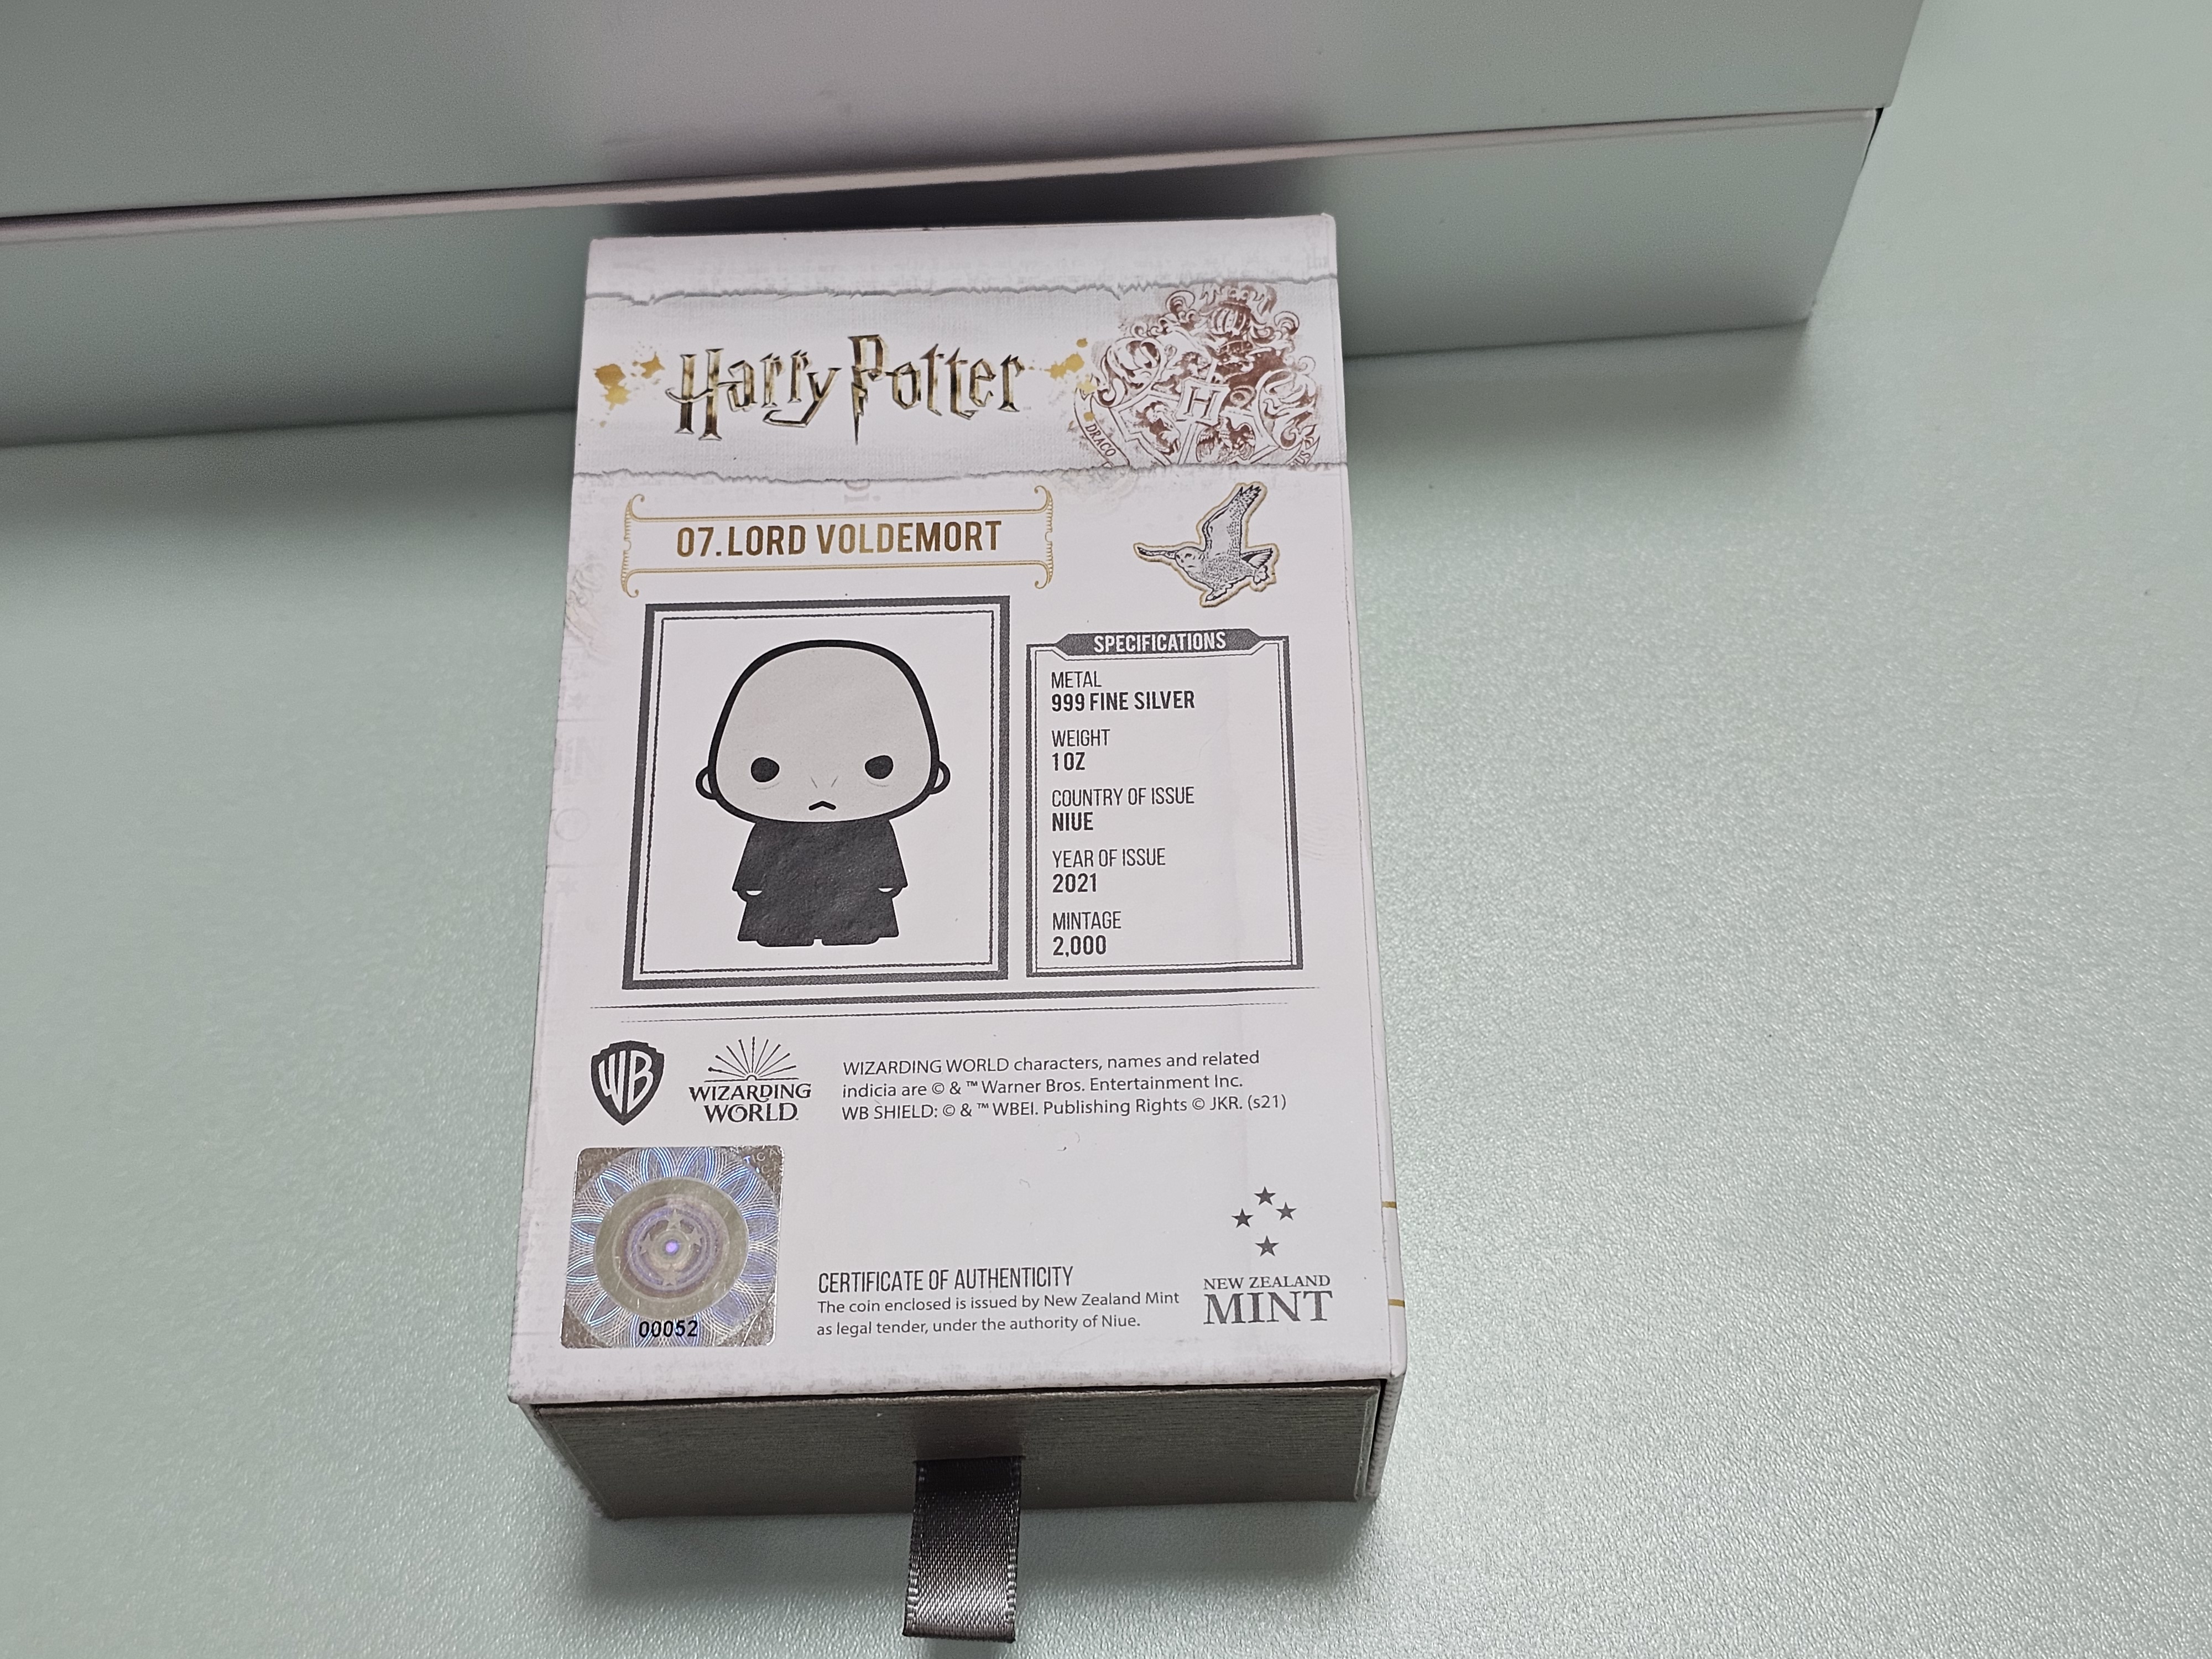 Harry Potter
H
DRACO
07. LORD VOLDEMORT
SPECIFICATIONS
METAL
999 FINE SILVER
WEIGHT
1 OZ
COUNTRY OF ISSUE
NIUE
YEAR OF ISSUE
2021
MINTAGE
2,000
WB
WIZARDING
WORLD
WIZARDING WORLD characters, names and related
indicia are © & ™ Warner Bros. Entertainment Inc.
WB SHIELD: © & ™ WBEI. Publishing Rights © JKR. (s21)
00052
CERTIFICATE OF AUTHENTICITY
The coin enclosed is issued by New Zealand Mint
as legal tender, under the authority of Niue.
NEW ZEALAND
MINT